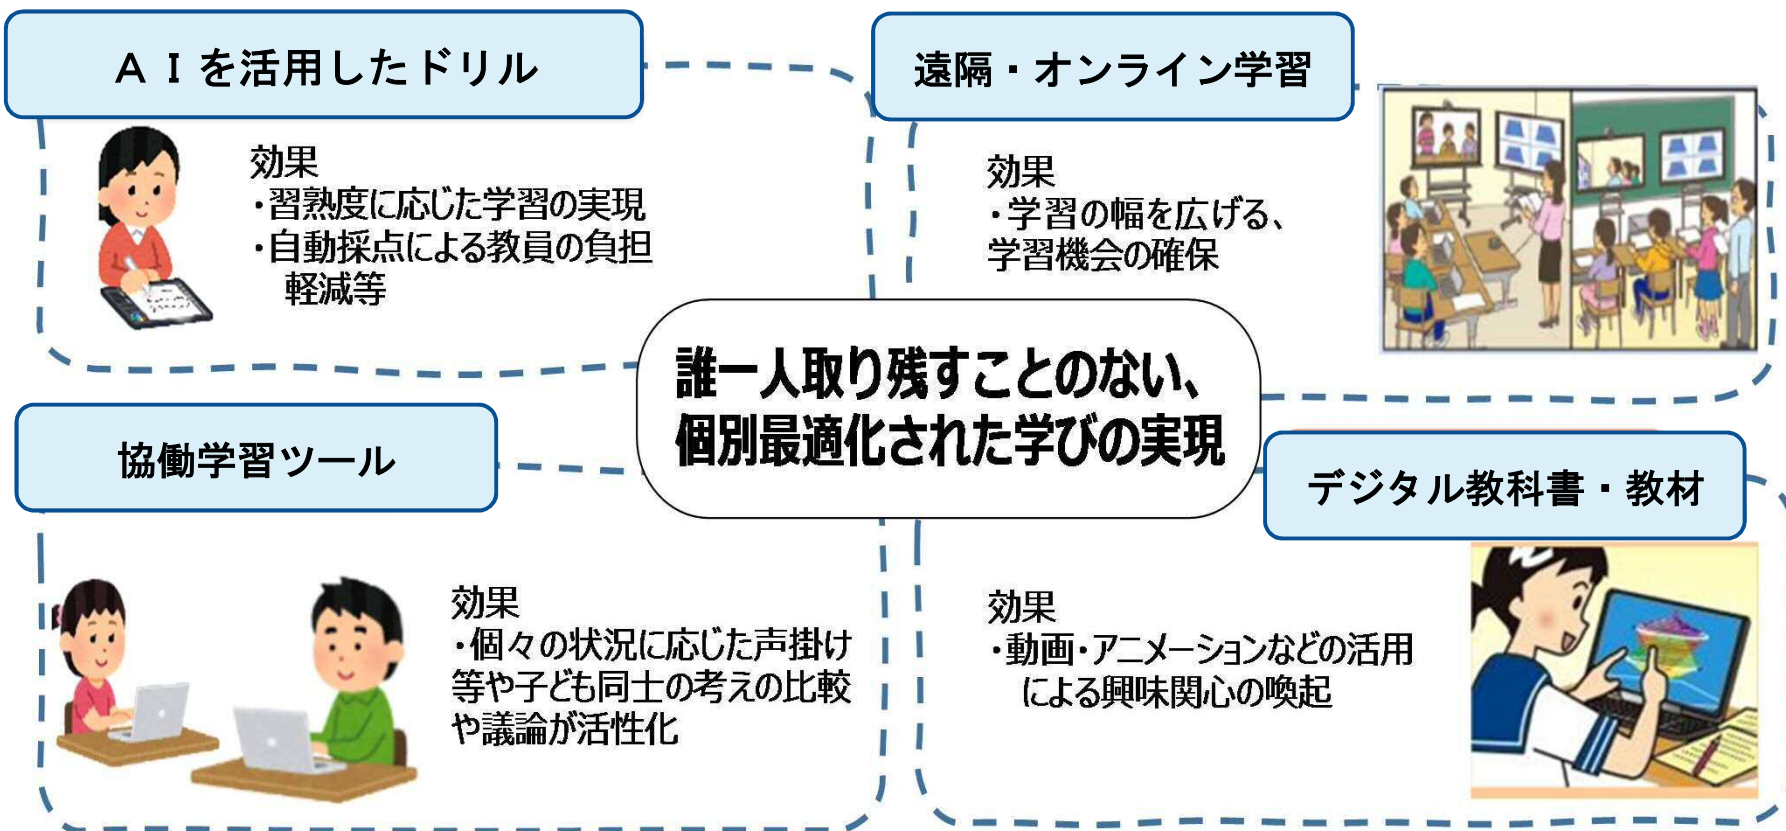 ＡＩを活用したドリル
効果
・習熟度に応じた学習の実現
・自動採点による教員の負担
軽減等
遠隔・オンライン学習
効果
・学習の幅を広げる、
学習機会の確保
誰一人取り残すことのない、
個別最適化された学びの実現
協働学習ツール
効果
・個々の状況に応じた声掛け
等や子ども同士の考えの比較
や議論が活性化
デジタル教科書・教材
効果
・動画・アニメーションなどの活用
による興味関心の喚起